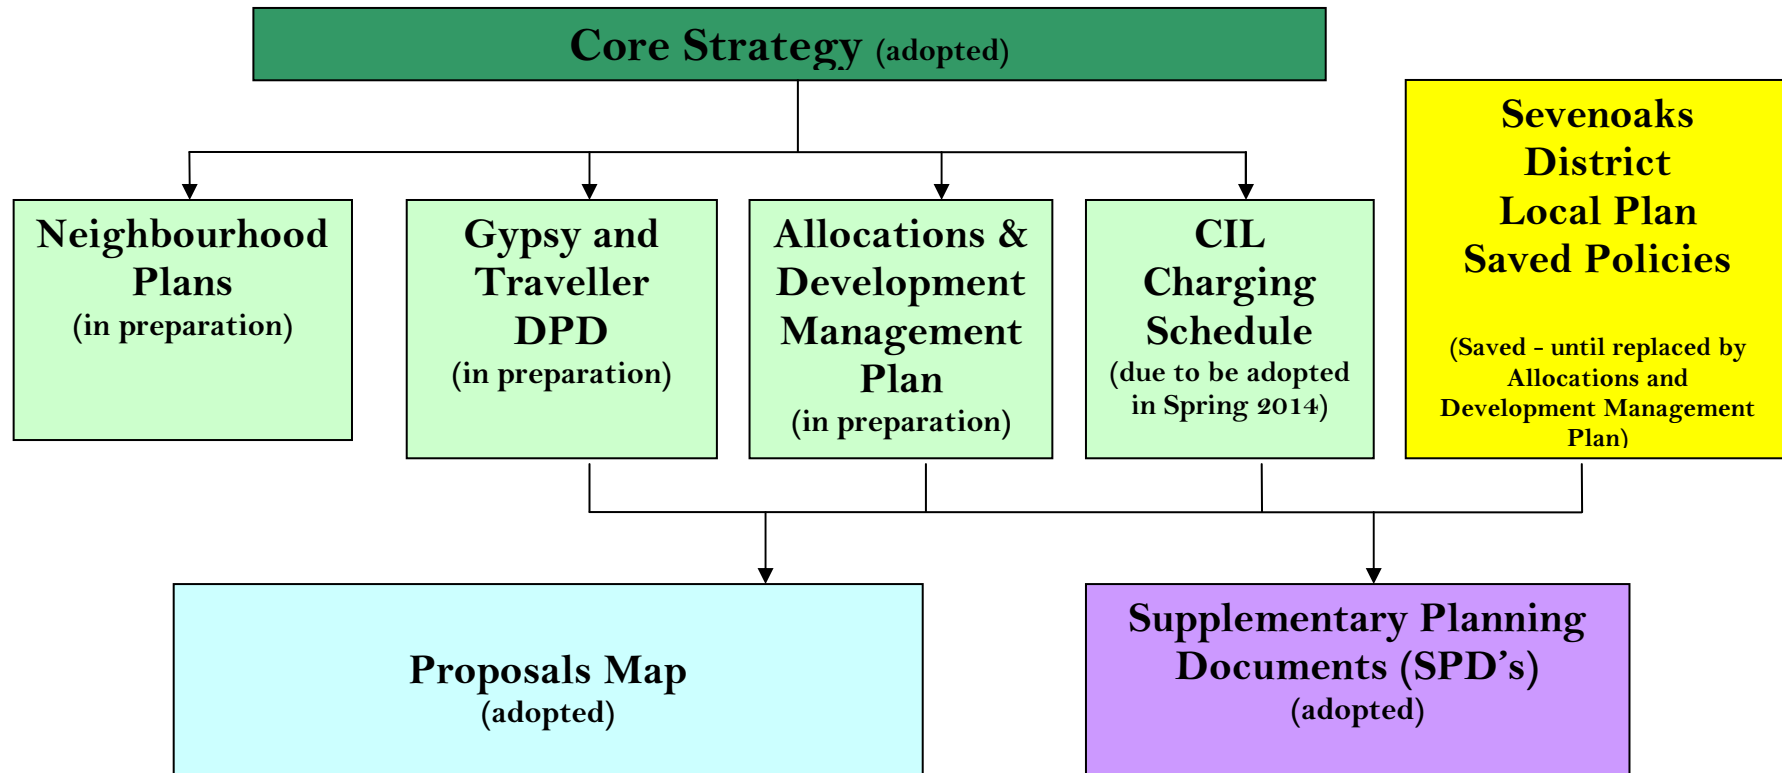 Core Strategy (adopted)
Neighbourhood
Plans
(in preparation)
Gypsy and
Traveller
DPD
(in preparation)
Allocations &
Development
Management
Plan
(in preparation)
CIL
Charging
Schedule
(due to be adopted
in Spring 2014)
Sevenoaks
District
Local Plan
Saved Policies
(Saved - until replaced by
Allocations and
Development Management
Plan)
Proposals Map
(adopted)
Supplementary Planning
Documents (SPD’s)
(adopted)